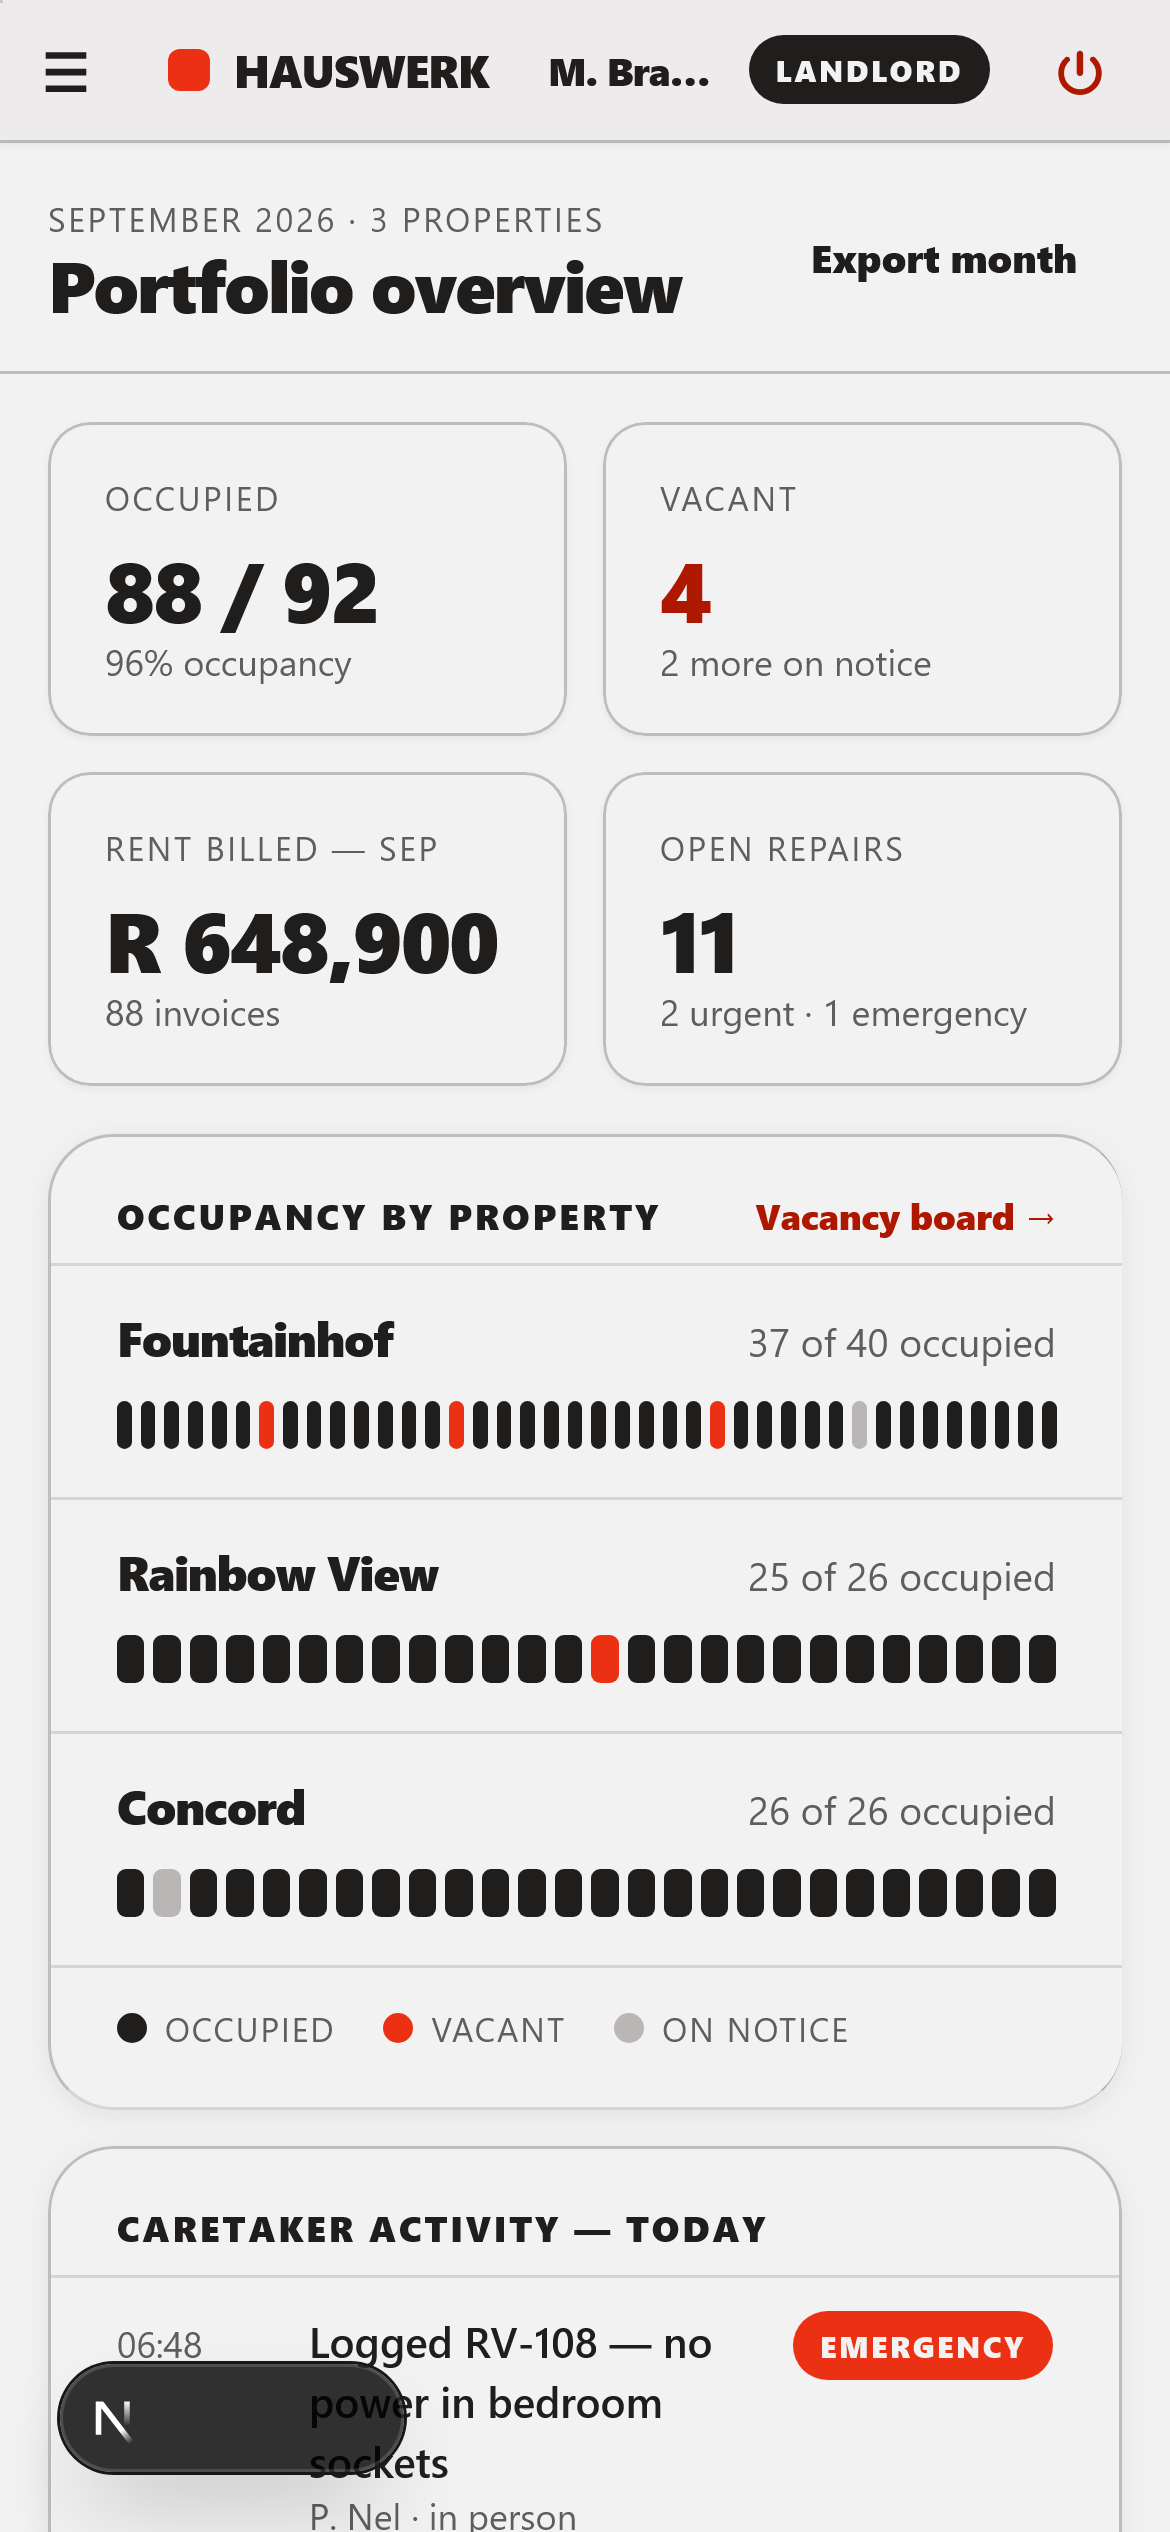 HAUSWERK M. Bra... LANDLORD
SEPTEMBER 2026 · 3 PROPERTIES
Portfolio overview
Export month
OCCUPIED
88 / 92
96% occupancy
VACANT
4
2 more on notice
RENT BILLED — SEP
R 648,900
88 invoices
OPEN REPAIRS
11
2 urgent · 1 emergency
OCCUPANCY BY PROPERTY Vacancy board →
Fountainhof 37 of 40 occupied
Rainbow View 25 of 26 occupied
Concord 26 of 26 occupied
OCCUPIED VACANT ON NOTICE
CARETAKER ACTIVITY — TODAY
06:48 Logged RV-108 — no EMERGENCY
power in bedroom
sockets
P. Nel · in person
N